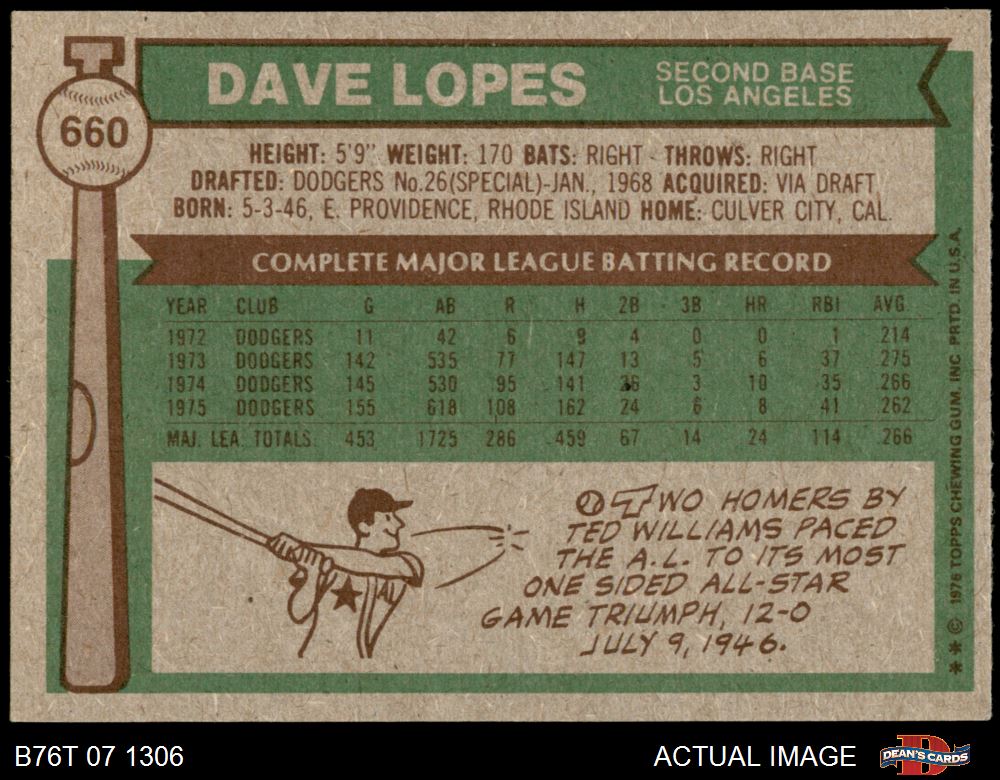 660
DAVE LOPES
SECOND BASE
LOS ANGELES
HEIGHT: 5'9" WEIGHT: 170 BATS: RIGHT THROWS: RIGHT
DRAFTED: DODGERS No.26(SPECIAL)-JAN., 1968 ACQUIRED: VIA DRAFT
BORN: 5-3-46, E. PROVIDENCE, RHODE ISLAND HOME: CULVER CITY, CAL.
COMPLETE MAJOR LEAGUE BATTING RECORD
YEAR CLUB G AB R H 2B 3B HR RBI AVG.
1972 DODGERS 11 42 6 9 4 0 0 1 214
1973 DODGERS 142 535 77 147 13 5 6 37 275
1974 DODGERS 145 530 95 141 26 3 10 35 266
1975 DODGERS 155 618 108 162 24 6 8 41 262
MAJ. LEA. TOTALS 453 1725 286 459 67 14 24 114 266
AL
TWO HOMERS BY
TED WILLIAMS PACED
THE A.L. TO ITS MOST
ONE SIDED ALL-STAR
GAME TRIUMPH, 12-0
JULY 9, 1946.
** © 1976 TOPPS CHEWING GUM, INC. PRTD. IN U.S.A.
B76T 07 1306
ACTUAL IMAGE
DEAN'S CARDS